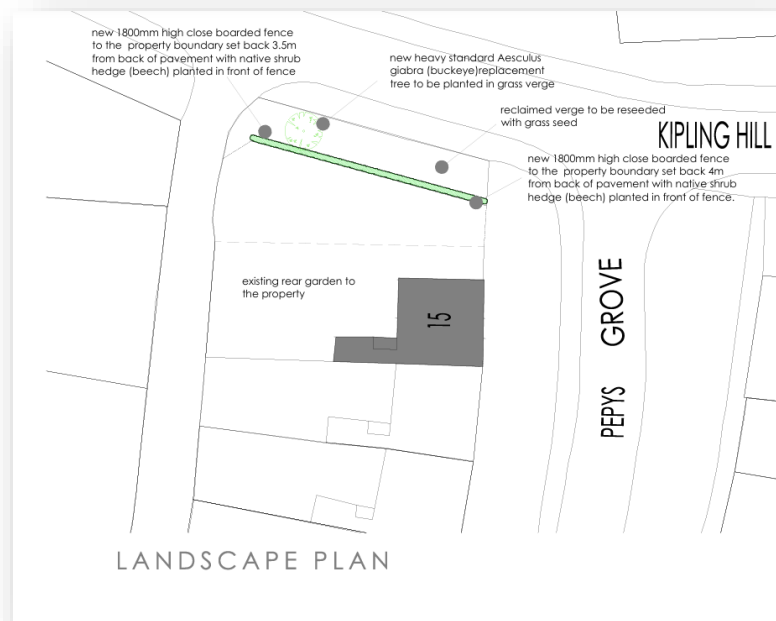 new 1800mm high close boarded fence
to the  property boundary set back 3.5m
from back of pavement with native shrub
hedge (beech) planted in front of fence
new heavy standard Aesculus
giabra (buckeye)replacement
tree to be planted in grass verge
reclaimed verge to be reseeded
with grass seed
KIPLING HILL
new 1800mm high close boarded fence
to the  property boundary set back 4m
from back of pavement with native shrub
hedge (beech) planted in front of fence.
existing rear garden to
the property
15
PEPYS GROVE
LANDSCAPE PLAN